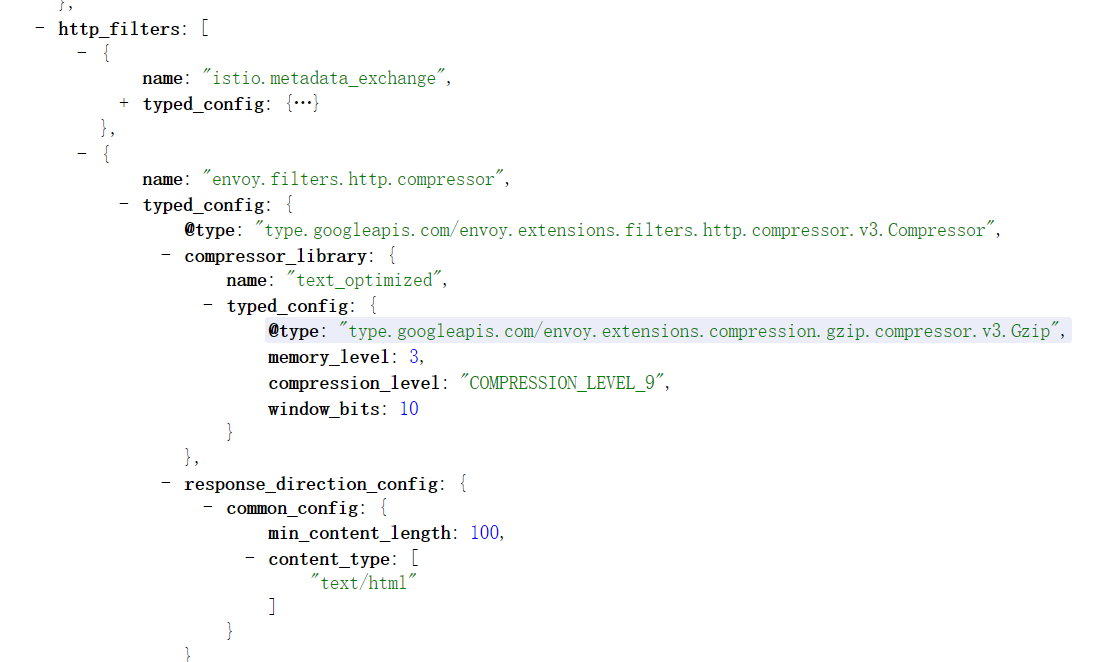 },
- http_filters: [
- {
name: "istio.metadata_exchange",
+ typed_config: {…}
},
- {
name: "envoy.filters.http.compressor",
- typed_config: {
@type: "type.googleapis.com/envoy.extensions.filters.http.compressor.v3.Compressor",
- compressor_library: {
name: "text_optimized",
- typed_config: {
@type: "type.googleapis.com/envoy.extensions.compression.gzip.compressor.v3.Gzip",
memory_level: 3,
compression_level: "COMPRESSION_LEVEL_9",
window_bits: 10
}
},
- response_direction_config: {
- common_config: {
min_content_length: 100,
- content_type: [
"text/html"
]
}
}